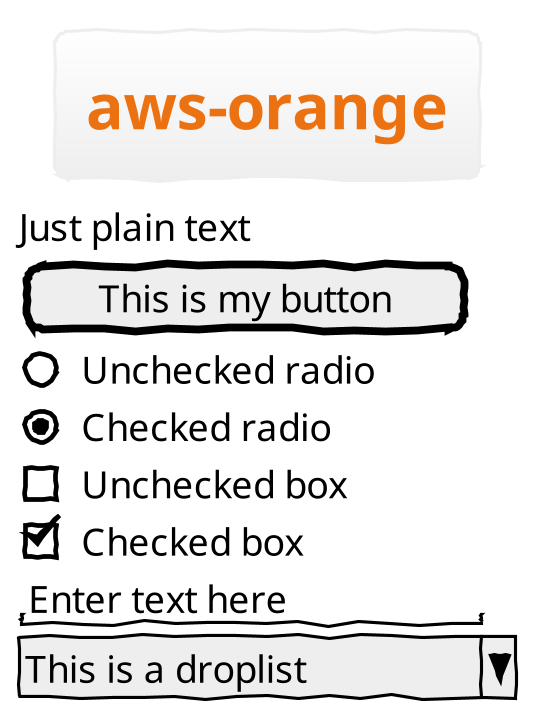 aws-orange
Just plain text
This is my button
Unchecked radio
Checked radio
Unchecked box
Checked box
Enter text here
This is a droplist